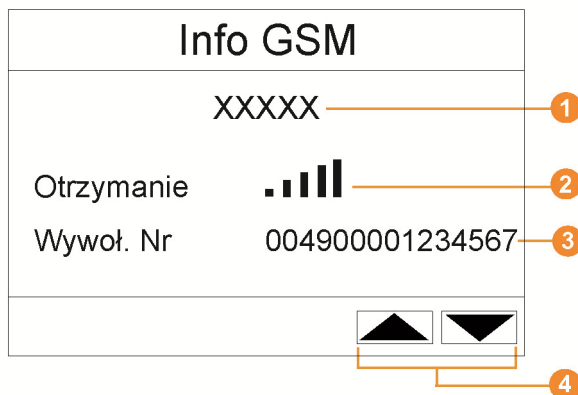 Info GSM
XXXXX 1
Otrzymanie 2
Wywoł. Nr 004900001234567 3
4